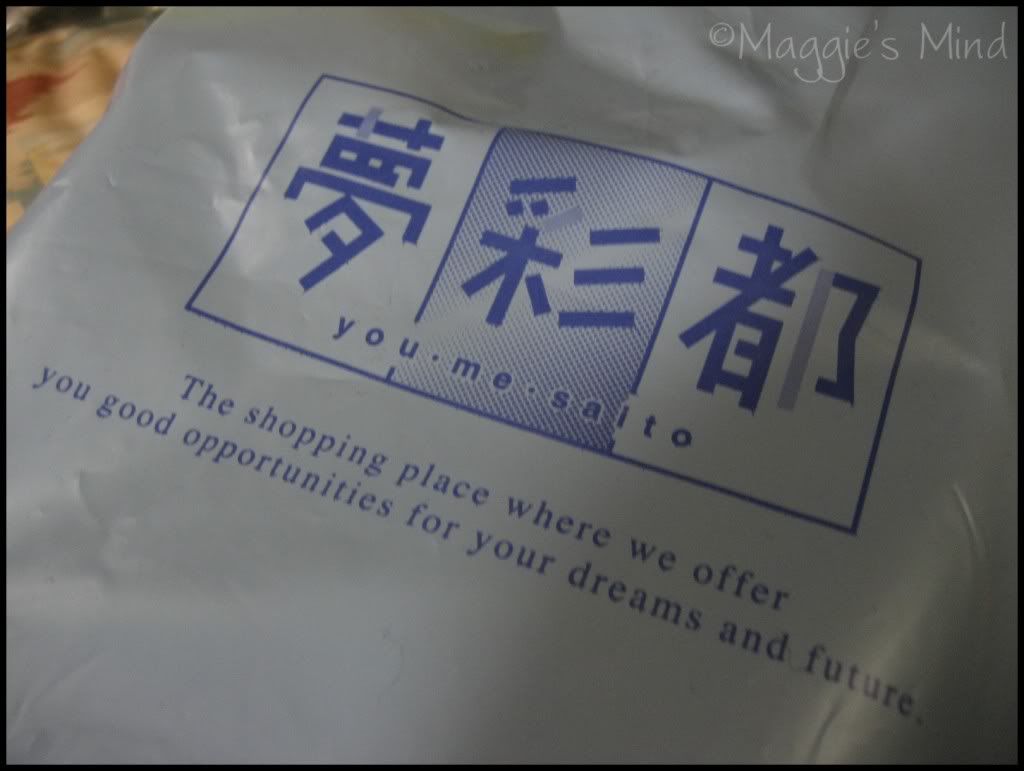 ©Maggie's Mind
夢彩都
you·me·saito
The shopping place where we offer
you good opportunities for your dreams and future.